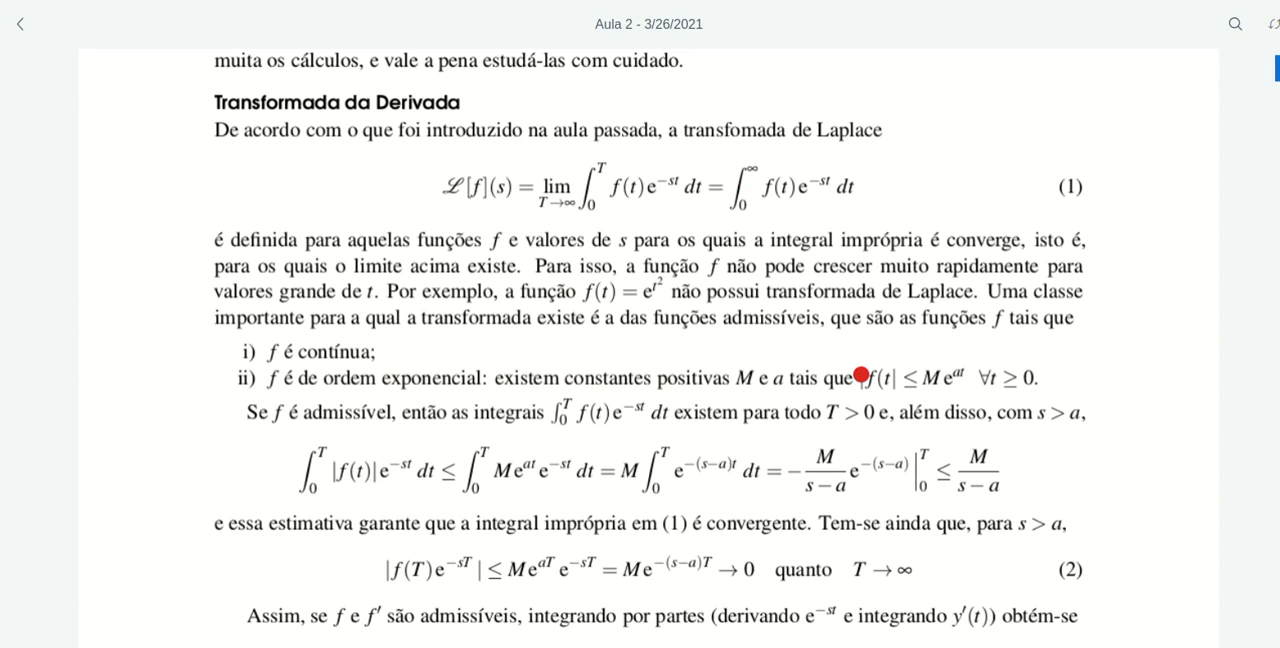 Aula 2 - 3/26/2021
muita os cálculos, e vale a pena estudá-las com cuidado.
Transformada da Derivada
De acordo com o que foi introduzido na aula passada, a transfomada de Laplace
ℒ[f](s) = lim_{T→∞} ∫_0^T f(t)e^{−st} dt = ∫_0^∞ f(t)e^{−st} dt (1)
é definida para aquelas funções f e valores de s para os quais a integral imprópria é converge, isto é,
para os quais o limite acima existe. Para isso, a função f não pode crescer muito rapidamente para
valores grande de t. Por exemplo, a função f(t) = e^{t^2} não possui transformada de Laplace. Uma classe
importante para a qual a transformada existe é a das funções admissíveis, que são as funções f tais que
i) f é contínua;
ii) f é de ordem exponencial: existem constantes positivas M e a tais que |f(t| ≤ M e^{at} ∀t ≥ 0.
Se f é admissível, então as integrais ∫_0^T f(t)e^{−st} dt existem para todo T > 0 e, além disso, com s > a,
∫_0^T |f(t)|e^{−st} dt ≤ ∫_0^T Me^{at} e^{−st} dt = M ∫_0^T e^{−(s−a)t} dt = −M/(s−a) e^{−(s−a)} |_0^T ≤ M/(s−a)
e essa estimativa garante que a integral imprópria em (1) é convergente. Tem-se ainda que, para s > a,
|f(T)e^{−sT}| ≤ Me^{aT} e^{−sT} = Me^{−(s−a)T} → 0 quanto T → ∞ (2)
Assim, se f e f′ são admissíveis, integrando por partes (derivando e^{−st} e integrando y′(t)) obtém-se